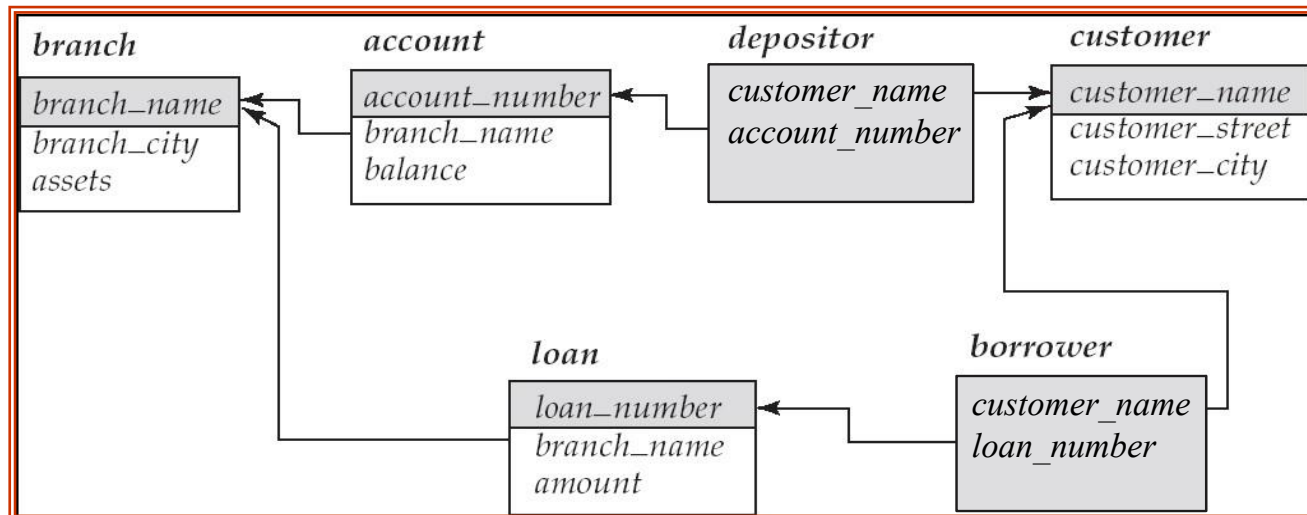 branch
branch_name
branch_city
assets
account
account_number
branch_name
balance
depositor
customer_name
account_number
customer
customer_name
customer_street
customer_city
loan
loan_number
branch_name
amount
borrower
customer_name
loan_number